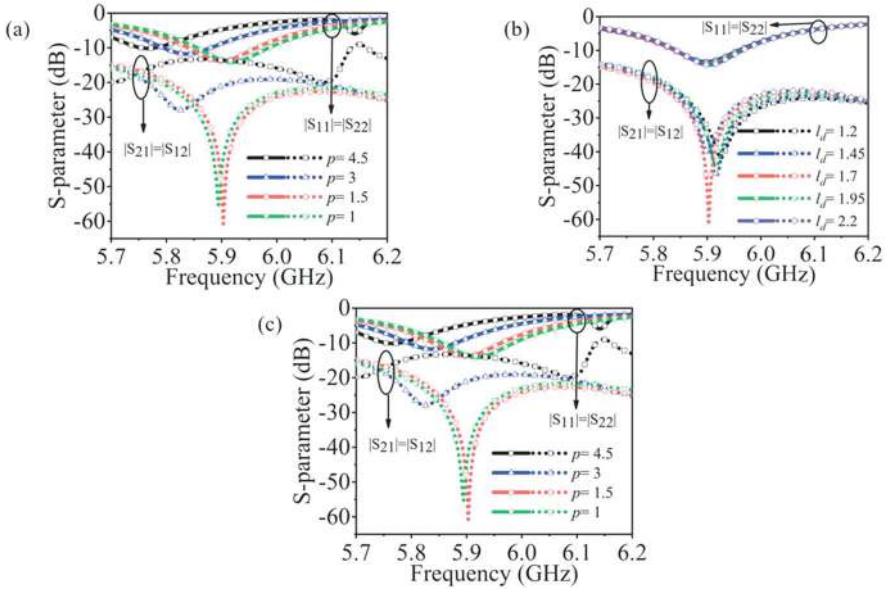 (a)
S-parameter (dB)
0
-10
-20
-30
-40
-50
-60
|S21|=|S12|
|S11|=|S22|
p= 4.5
p= 3
p= 1.5
p= 1
5.7 5.8 5.9 6.0 6.1 6.2
Frequency (GHz)
(b)
S-parameter (dB)
0
-10
-20
-30
-40
-50
-60
|S11|=|S22|
|S21|=|S12|
l_d= 1.2
l_d= 1.45
l_d= 1.7
l_d= 1.95
l_d= 2.2
5.7 5.8 5.9 6.0 6.1 6.2
Frequency (GHz)
(c)
S-parameter (dB)
0
-10
-20
-30
-40
-50
-60
|S21|=|S12|
|S11|=|S22|
p= 4.5
p= 3
p= 1.5
p= 1
5.7 5.8 5.9 6.0 6.1 6.2
Frequency (GHz)